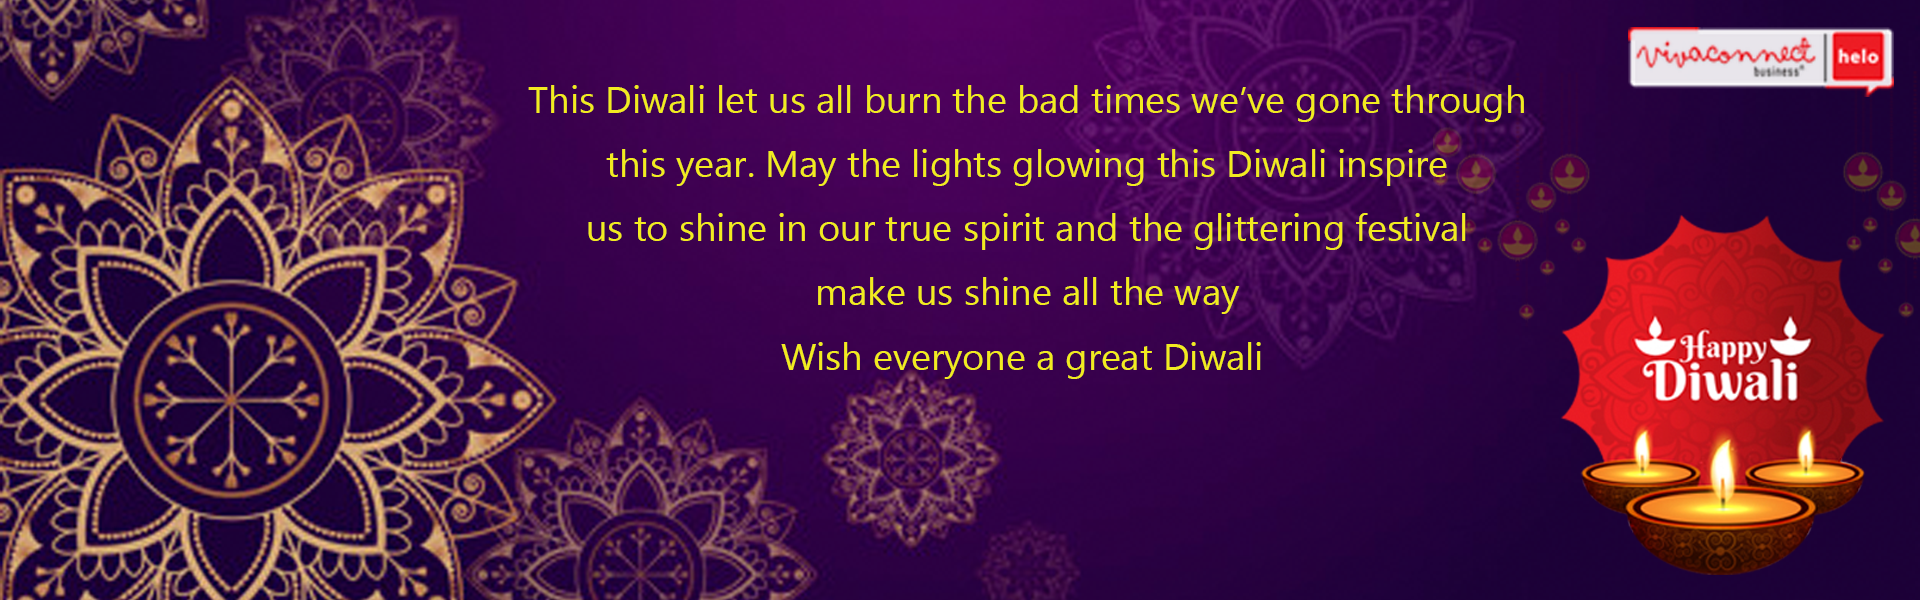 This Diwali let us all burn the bad times we’ve gone through
this year. May the lights glowing this Diwali inspire
us to shine in our true spirit and the glittering festival
make us shine all the way
Wish everyone a great Diwali
vivaconnect
business®
helo
Happy
Diwali